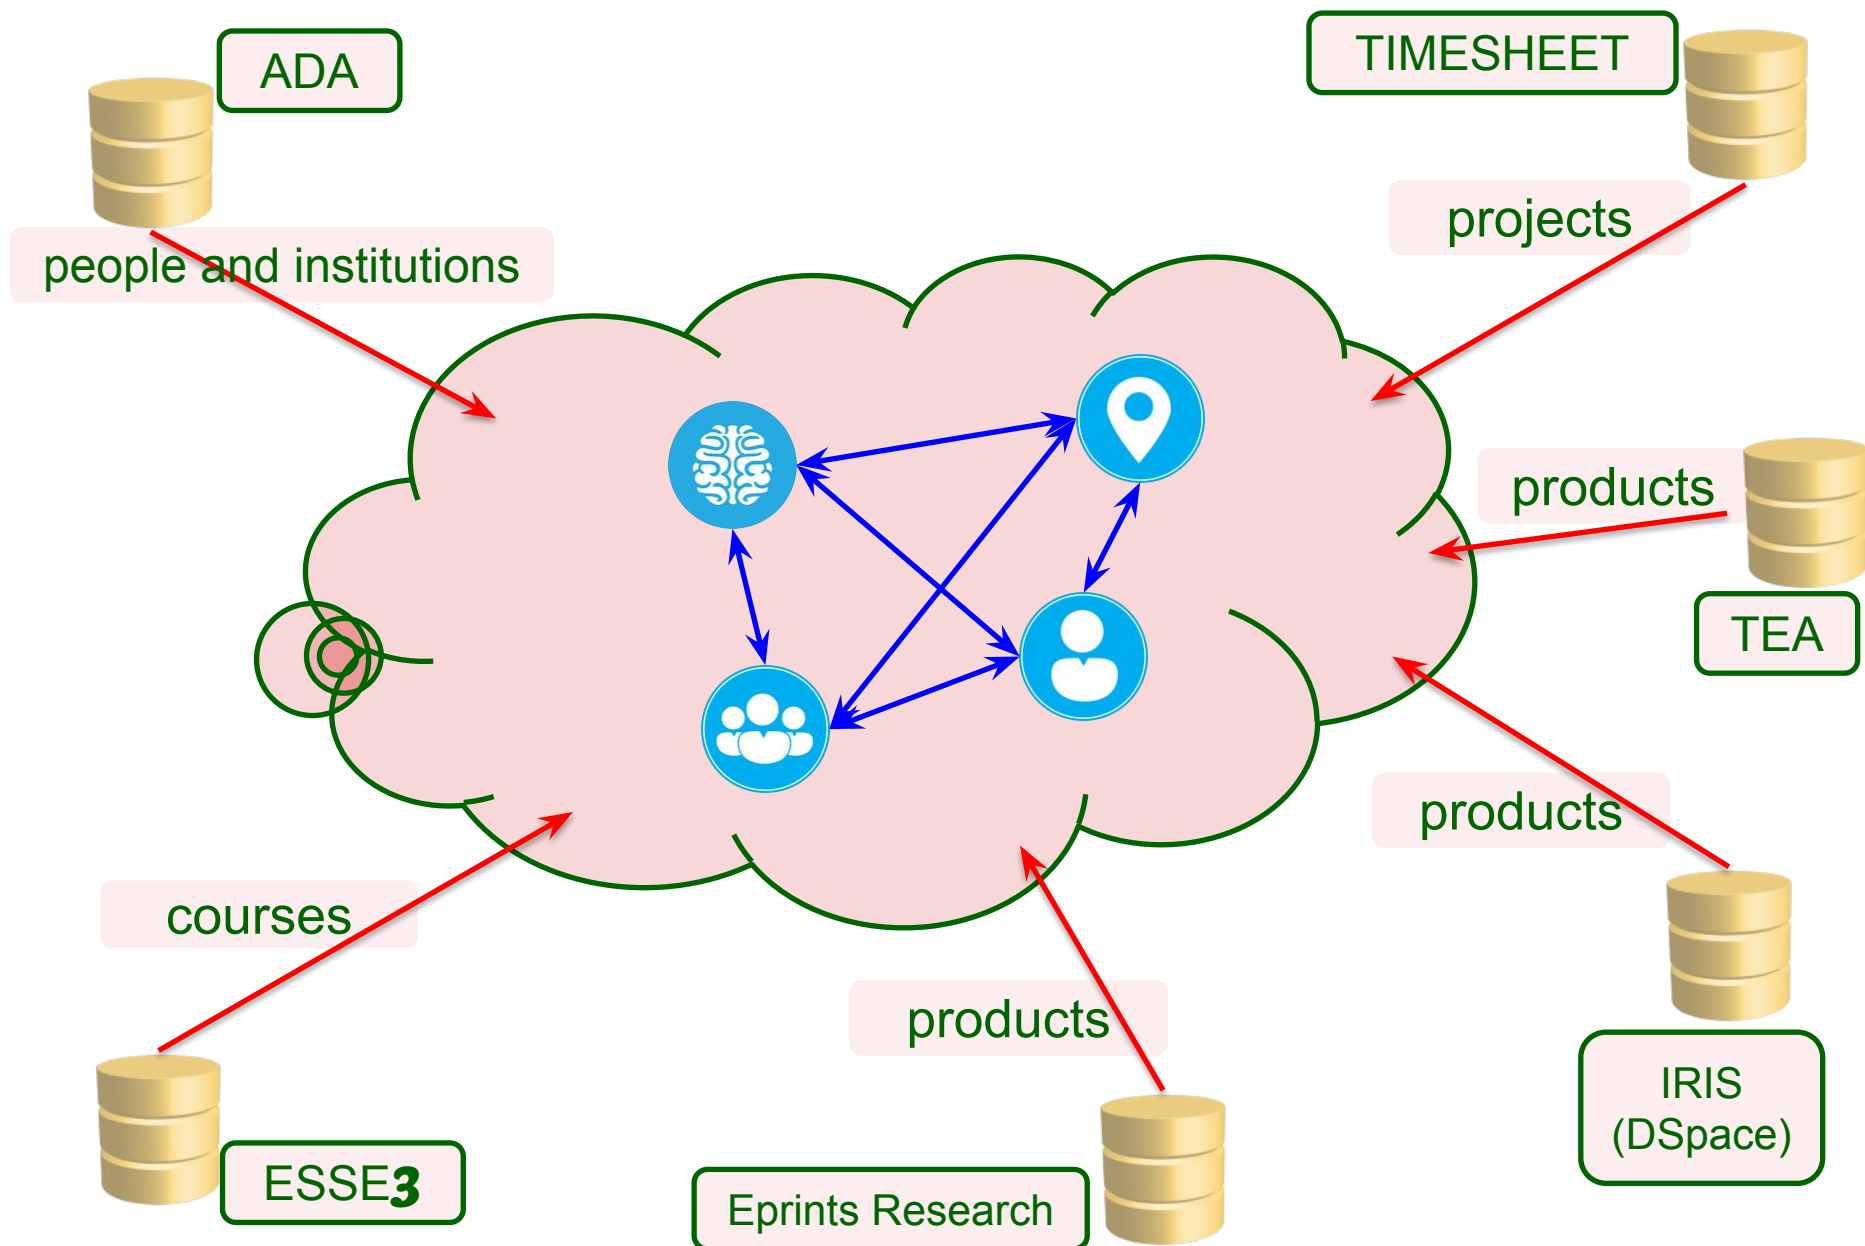 ADA
TIMESHEET
people and institutions
projects
products
TEA
products
courses
products
IRIS
(DSpace)
ESSE3
Eprints Research